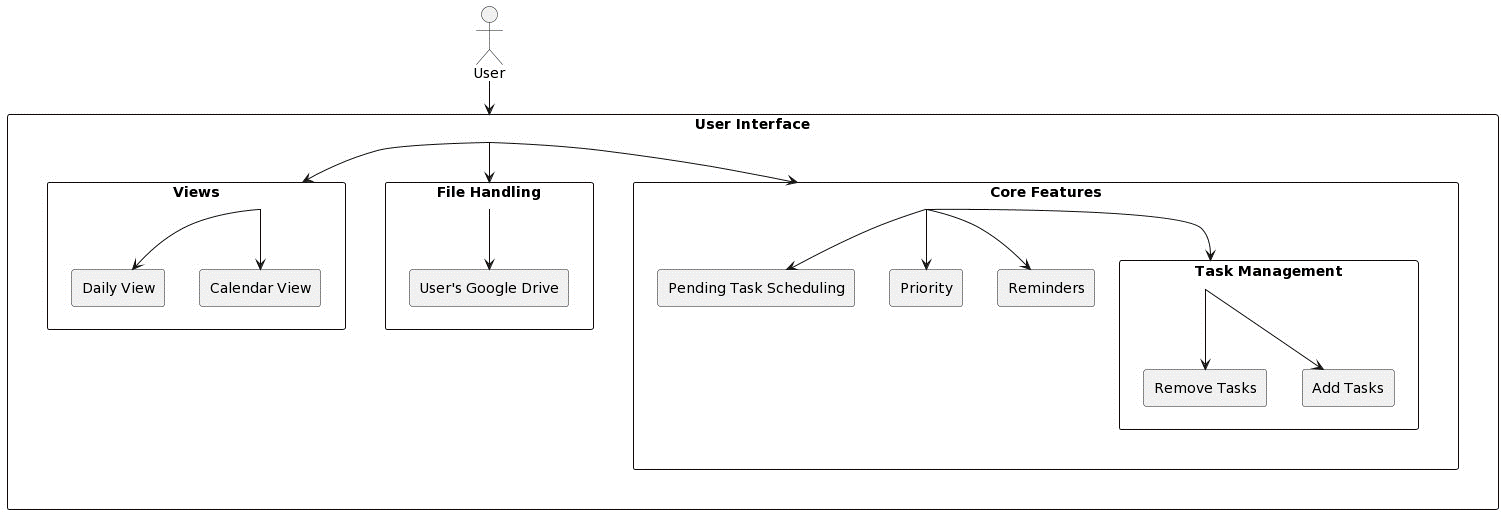 User
User Interface
Views
File Handling
Core Features
Daily View
Calendar View
User's Google Drive
Pending Task Scheduling
Priority
Reminders
Task Management
Remove Tasks
Add Tasks